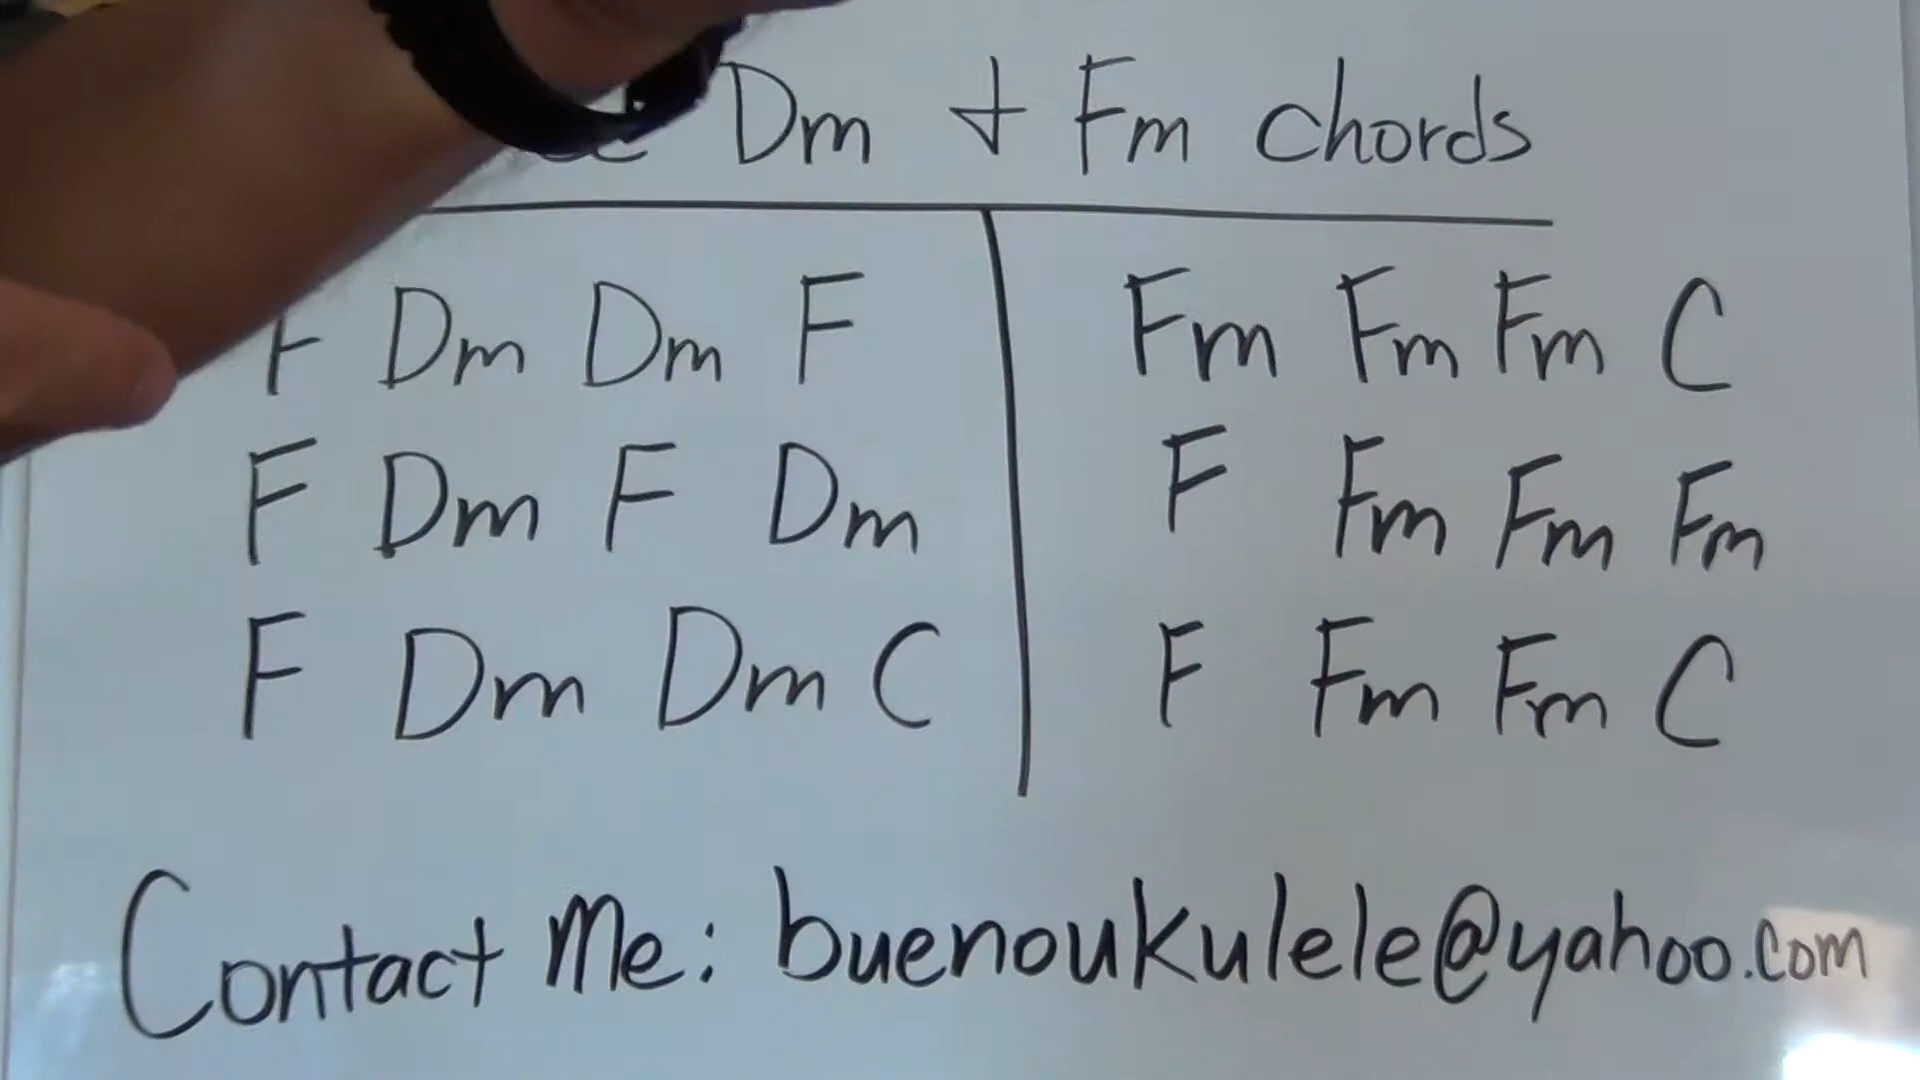 Dm + Fm chords
F Dm Dm F
F Dm F Dm
F Dm Dm C
Fm Fm Fm C
F Fm Fm Fm
F Fm Fm C
Contact Me: buenoukulele@yahoo.com